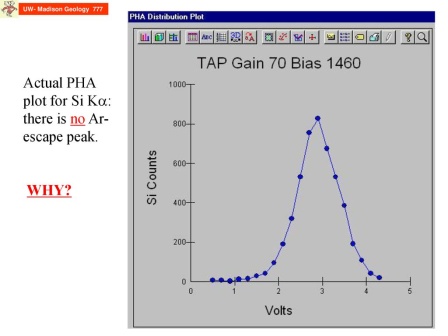 UW- Madison Geology 777
Actual PHA
plot for Si Kα:
there is no Ar-
escape peak.
WHY?
PHA Distribution Plot
ABC
TAP Gain 70 Bias 1460
Si Counts
1000
800
600
400
200
0
0 1 2 3 4 5
Volts